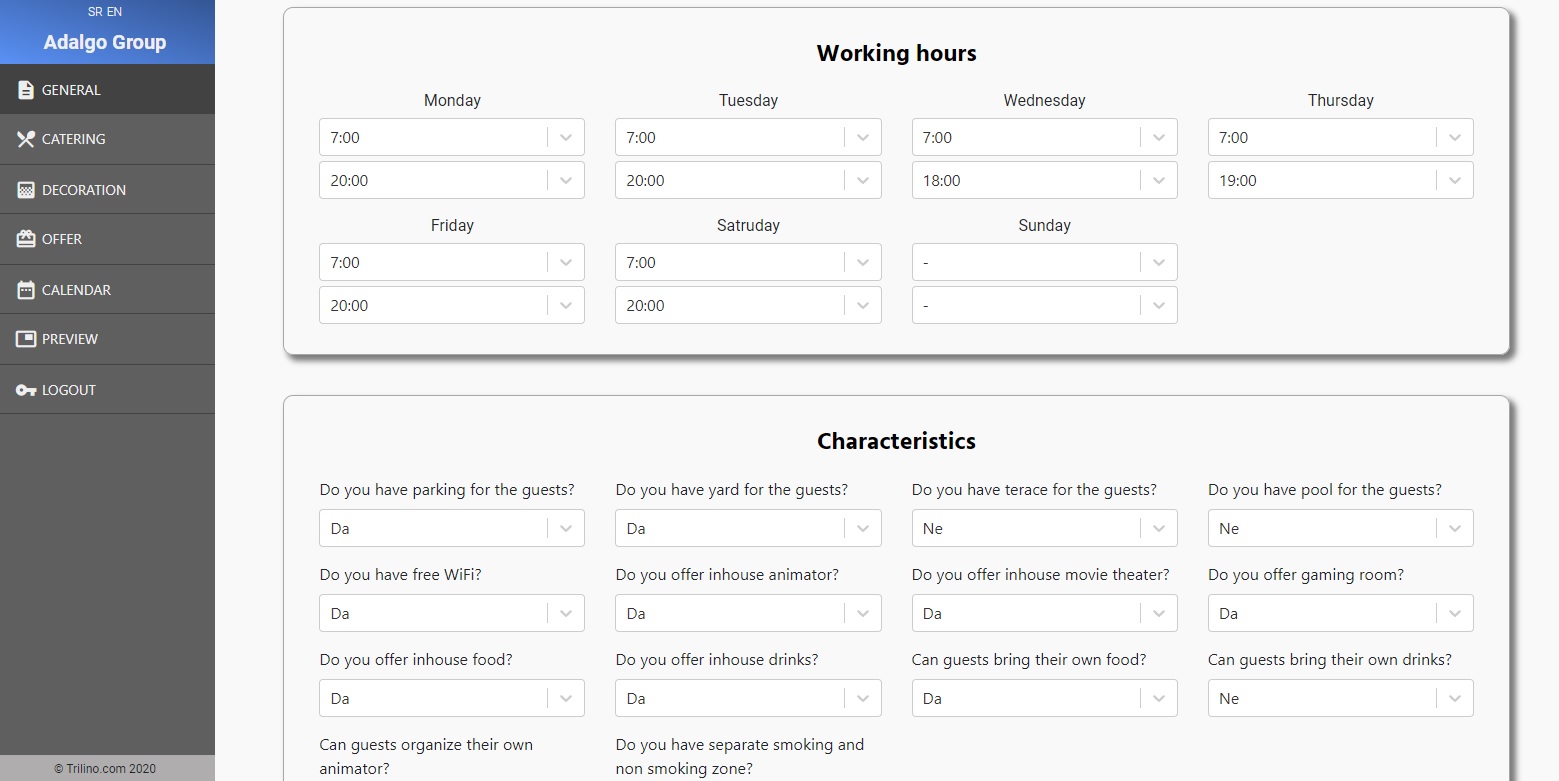 SR EN
Adalgo Group
GENERAL
CATERING
DECORATION
OFFER
CALENDAR
PREVIEW
LOGOUT
© Trilino.com 2020
Working hours
Monday Tuesday Wednesday Thursday
7:00 7:00 7:00 7:00
20:00 20:00 18:00 19:00
Friday Satruday Sunday
7:00 7:00 -
20:00 20:00 -
Characteristics
Do you have parking for the guests? Do you have yard for the guests? Do you have terace for the guests? Do you have pool for the guests?
Da Da Ne Ne
Do you have free WiFi? Do you offer inhouse animator? Do you offer inhouse movie theater? Do you offer gaming room?
Da Da Da Da
Do you offer inhouse food? Do you offer inhouse drinks? Can guests bring their own food? Can guests bring their own drinks?
Da Da Da Ne
Can guests organize their own
animator?
Do you have separate smoking and
non smoking zone?